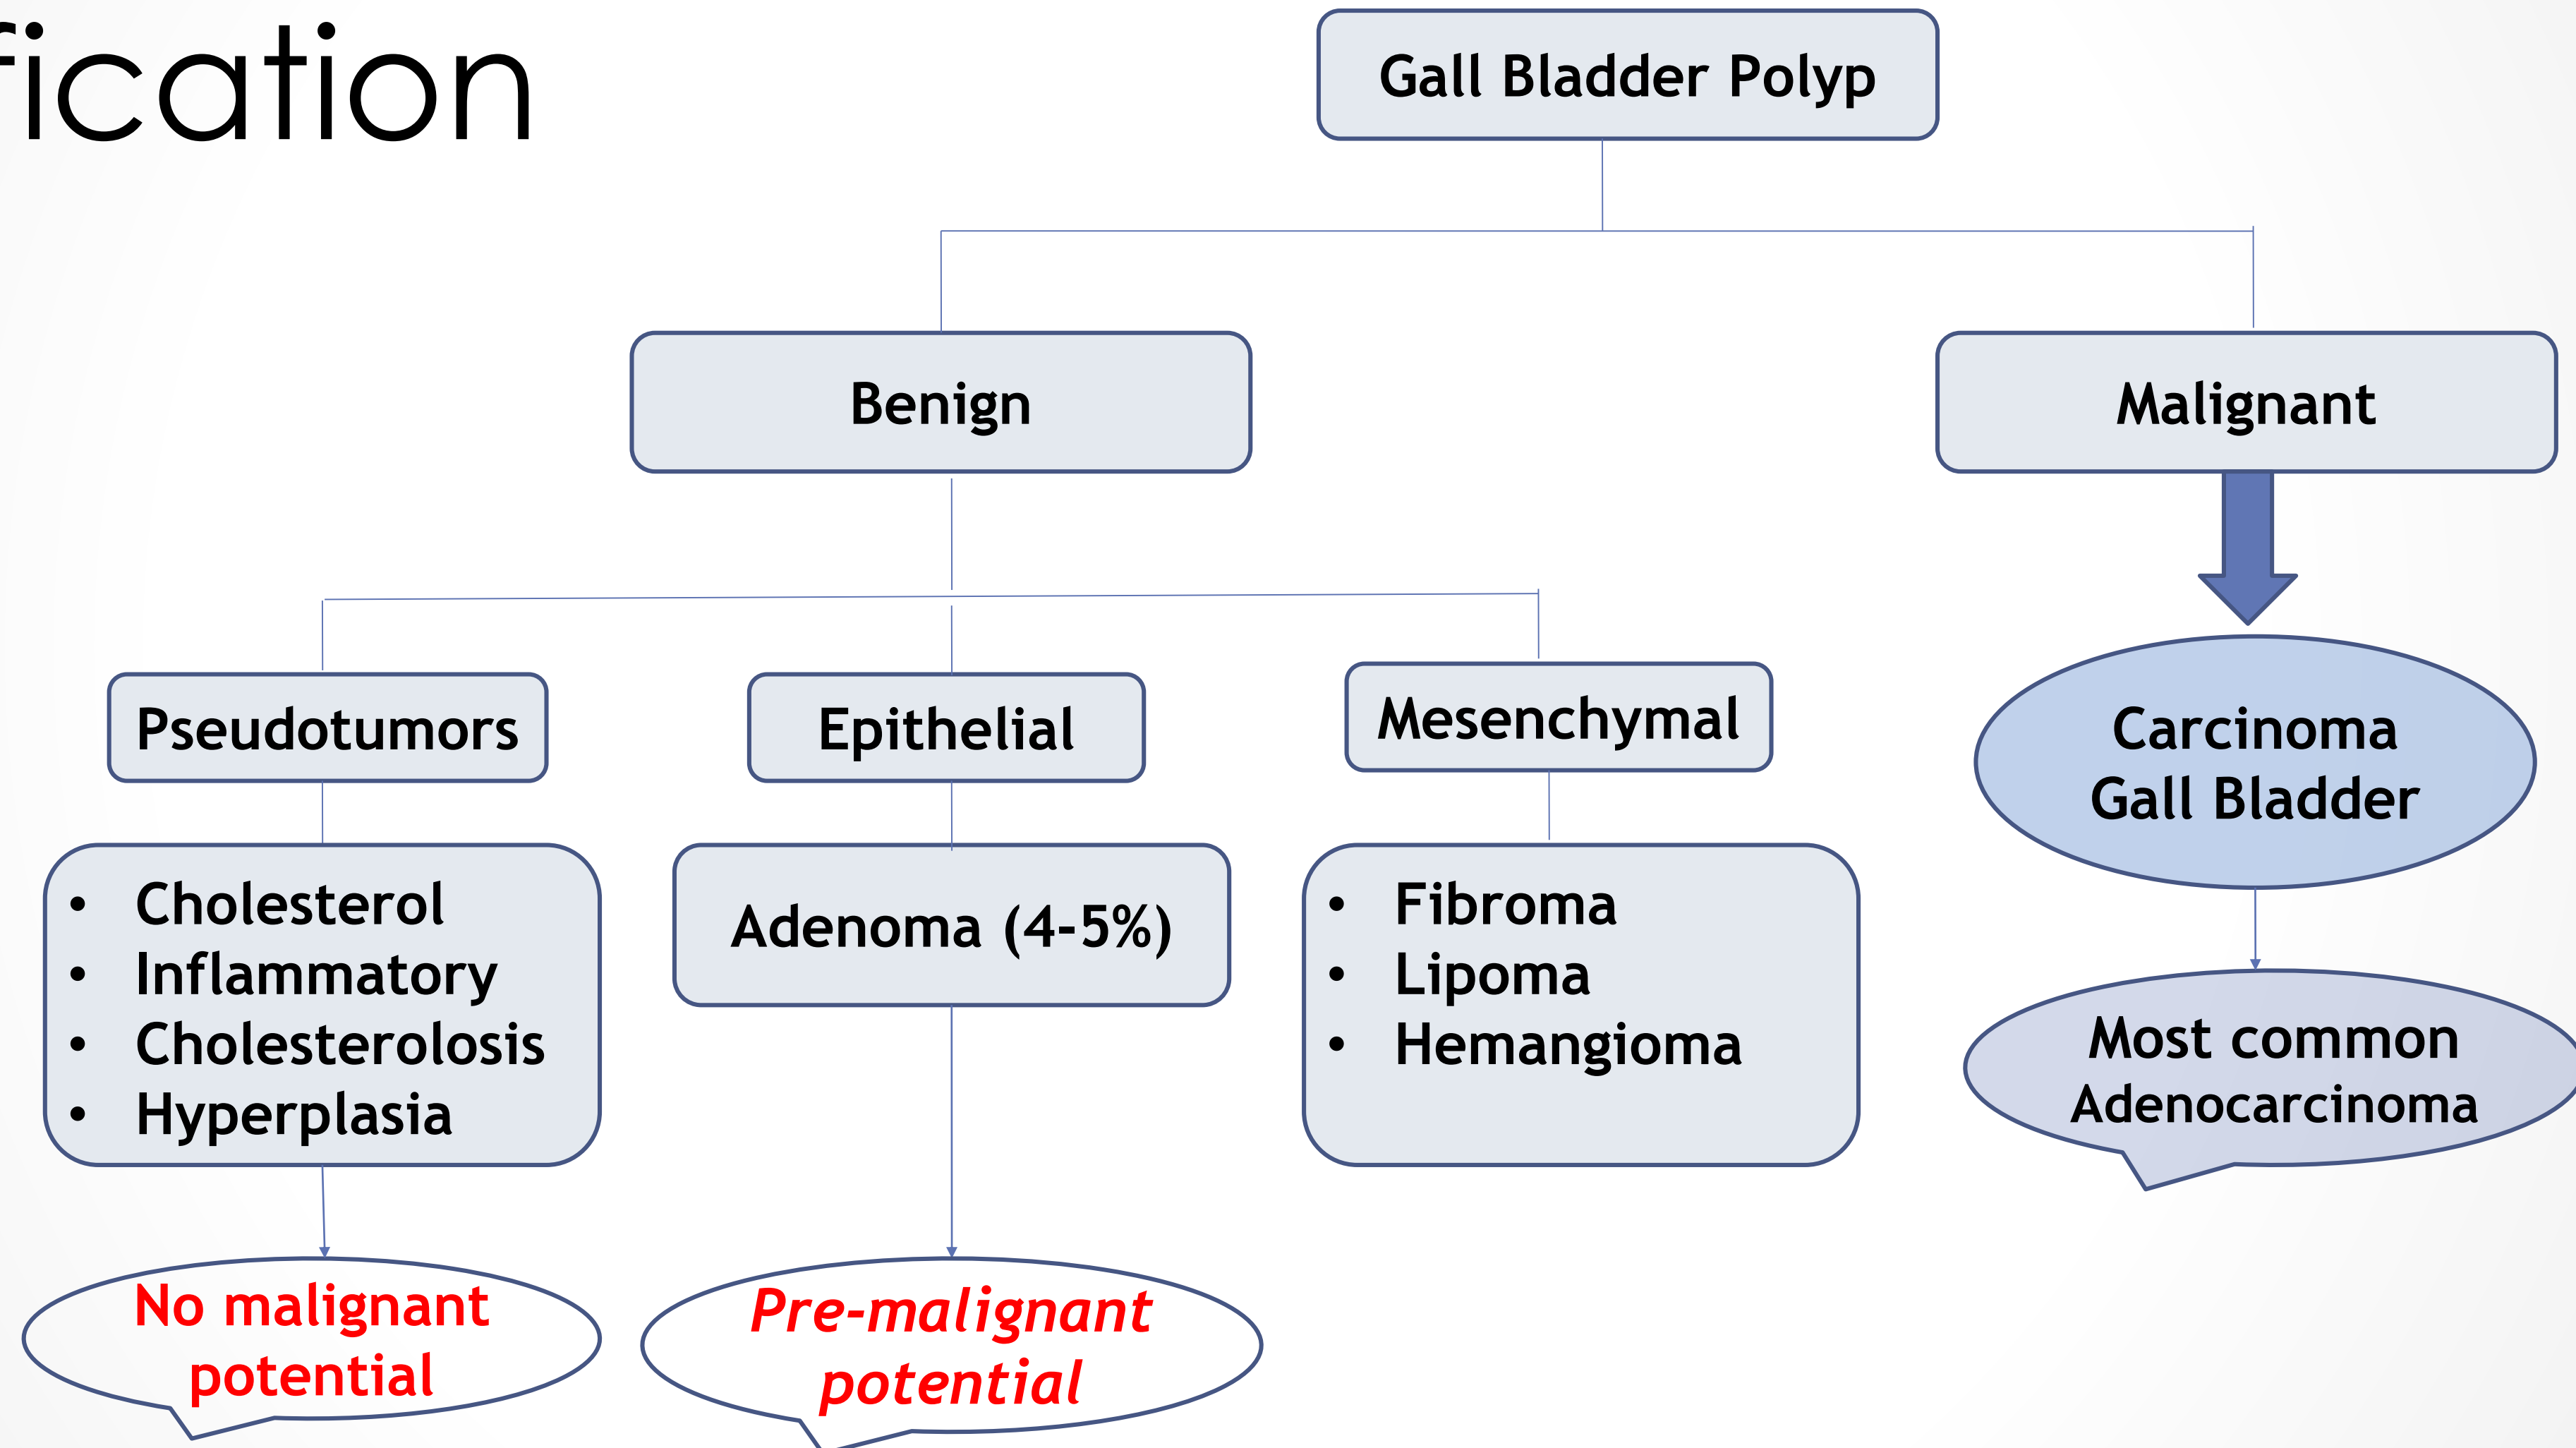 fication
Gall Bladder Polyp
Benign
Malignant
Pseudotumors
Epithelial
Mesenchymal
Carcinoma
Gall Bladder
• Cholesterol
• Inflammatory
• Cholesterolosis
• Hyperplasia
Adenoma (4-5%)
• Fibroma
• Lipoma
• Hemangioma
Most common
Adenocarcinoma
No malignant
potential
Pre-malignant
potential